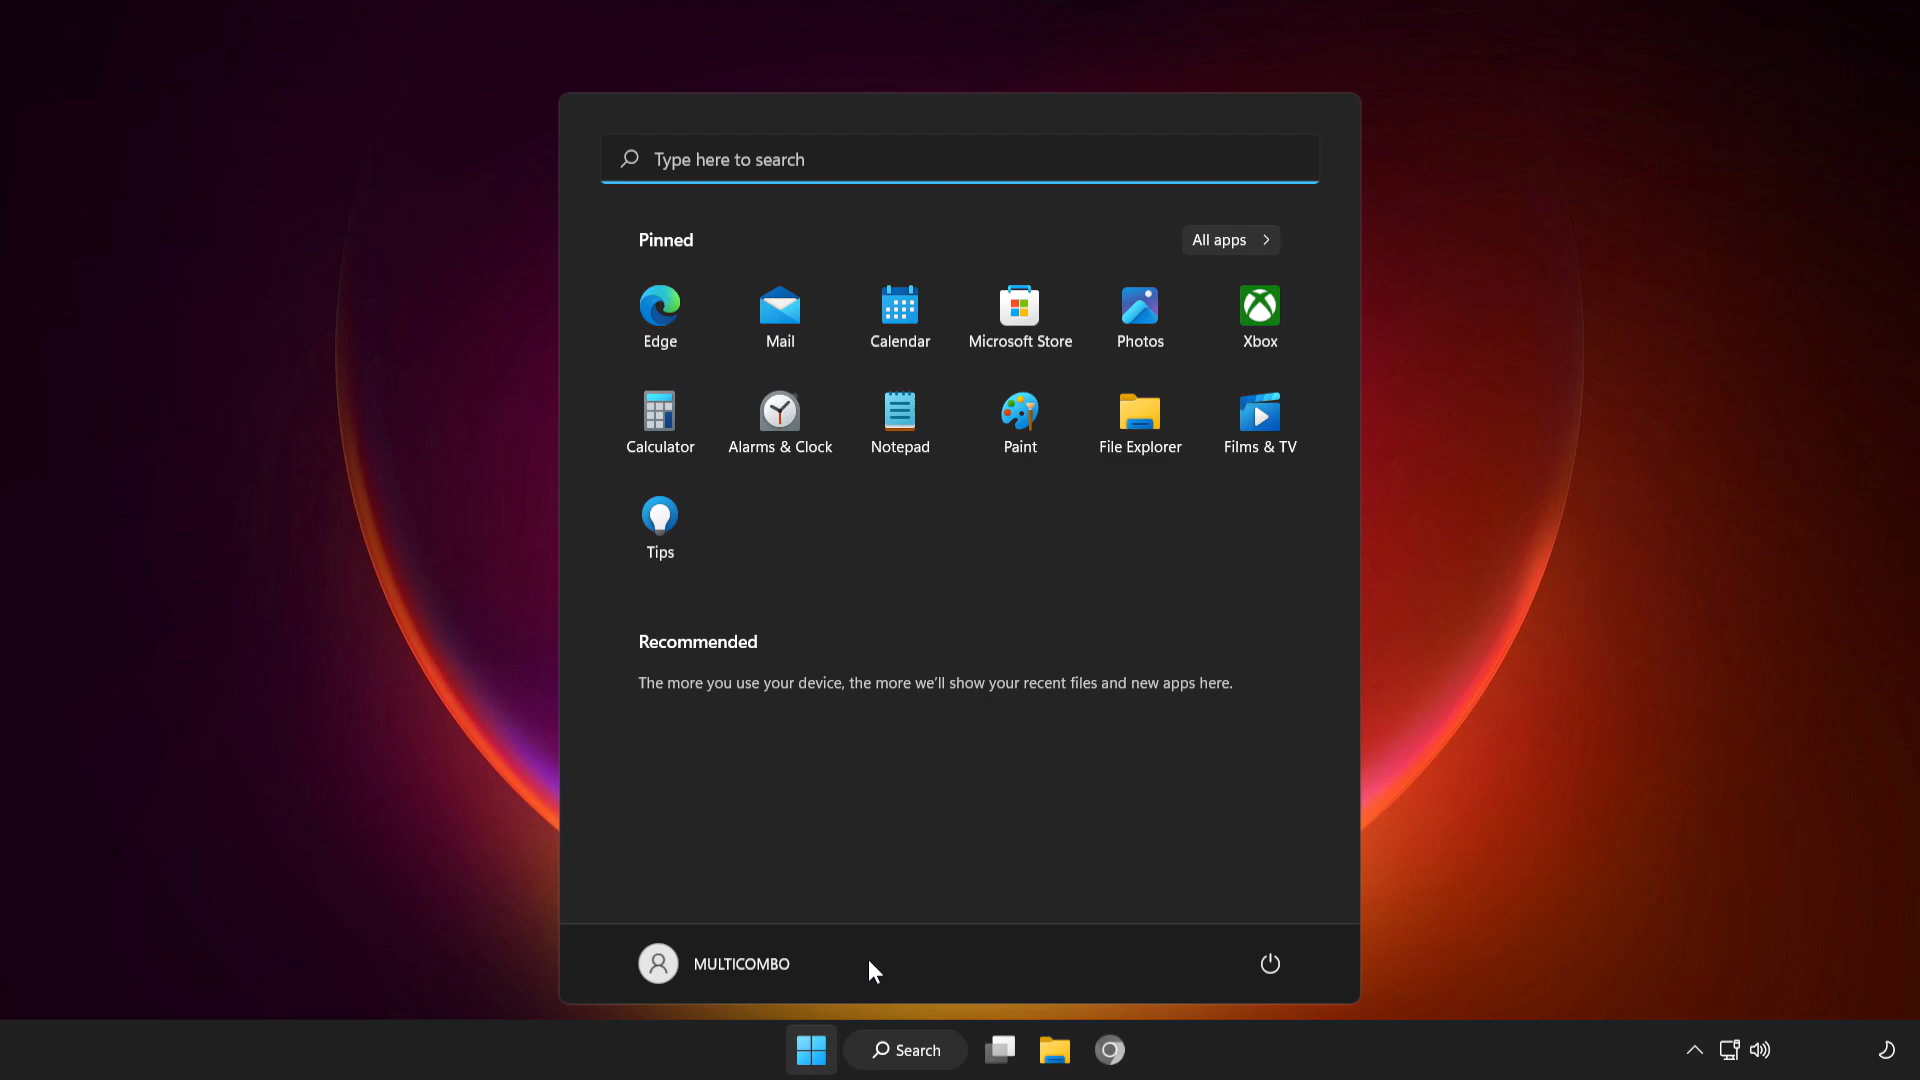 Type here to search
Pinned
All apps
Edge
Mail
Calendar
Microsoft Store
Photos
Xbox
Calculator
Alarms & Clock
Notepad
Paint
File Explorer
Films & TV
Tips
Recommended
The more you use your device, the more we’ll show your recent files and new apps here.
MULTICOMBO
Search